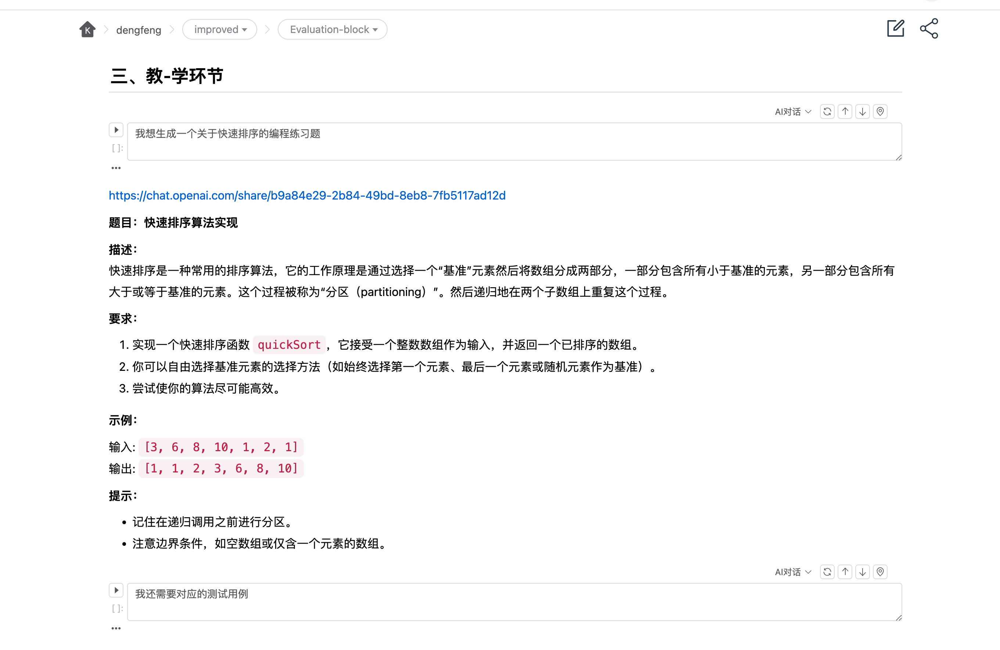 K dengfeng improved Evaluation-block
三、教-学环节
AI对话
我想生成一个关于快速排序的编程练习题
[ ]:
https://chat.openai.com/share/b9a84e29-2b84-49bd-8eb8-7fb5117ad12d
题目：快速排序算法实现
描述：
快速排序是一种常用的排序算法，它的工作原理是通过选择一个“基准”元素然后将数组分成两部分，一部分包含所有小于基准的元素，另一部分包含所有
大于或等于基准的元素。这个过程被称为“分区（partitioning）”。然后递归地在两个子数组上重复这个过程。
要求：
1. 实现一个快速排序函数 quickSort，它接受一个整数数组作为输入，并返回一个已排序的数组。
2. 你可以自由选择基准元素的选择方法（如始终选择第一个元素、最后一个元素或随机元素作为基准）。
3. 尝试使你的算法尽可能高效。
示例：
输入: [3, 6, 8, 10, 1, 2, 1]
输出: [1, 1, 2, 3, 6, 8, 10]
提示：
• 记住在递归调用之前进行分区。
• 注意边界条件，如空数组或仅含一个元素的数组。
AI对话
我还需要对应的测试用例
[ ]: